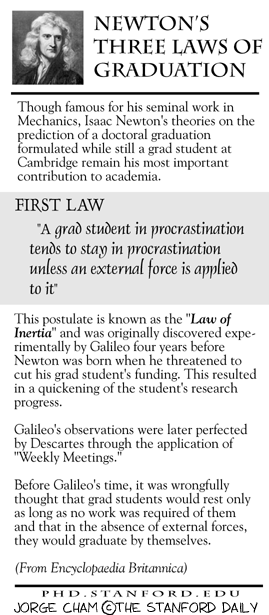 NEWTON'S
THREE LAWS OF
GRADUATION
Though famous for his seminal work in
Mechanics, Isaac Newton's theories on the
prediction of a doctoral graduation
formulated while still a grad student at
Cambridge remain his most important
contribution to academia.
FIRST LAW
"A grad student in procrastination
tends to stay in procrastination
unless an external force is applied
to it"
This postulate is known as the "Law of
Inertia" and was originally discovered expe-
rimentally by Galileo four years before
Newton was born when he threatened to
cut his grad student's funding. This resulted
in a quickening of the student's research
progress.
Galileo's observations were later perfected
by Descartes through the application of
"Weekly Meetings."
Before Galileo's time, it was wrongfully
thought that grad students would rest only
as long as no work was required of them
and that in the absence of external forces,
they would graduate by themselves.
(From Encyclopaedia Britannica)
PHD.STANFORD.EDU
JORGE CHAM ©THE STANFORD DAILY